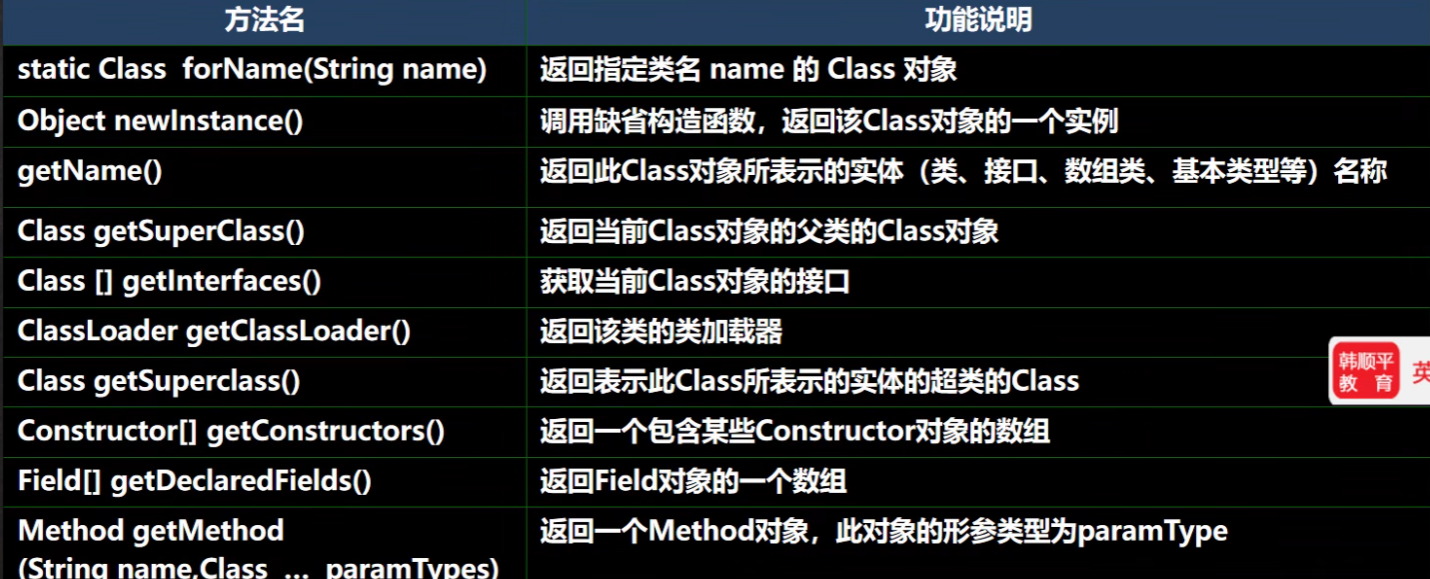 方法名 功能说明
static Class forName(String name) 返回指定类名 name 的 Class 对象
Object newInstance() 调用缺省构造函数，返回该Class对象的一个实例
getName() 返回此Class对象所表示的实体（类、接口、数组类、基本类型等）名称
Class getSuperClass() 返回当前Class对象的父类的Class对象
Class [] getInterfaces() 获取当前Class对象的接口
ClassLoader getClassLoader() 返回该类的类加载器
韩顺平 英
教 育
Class getSuperclass() 返回表示此Class所表示的实体的超类的Class
Constructor[] getConstructors() 返回一个包含某些Constructor对象的数组
Field[] getDeclaredFields() 返回Field对象的一个数组
Method getMethod 返回一个Method对象，此对象的形参类型为paramType
(String name,Class … paramTypes)